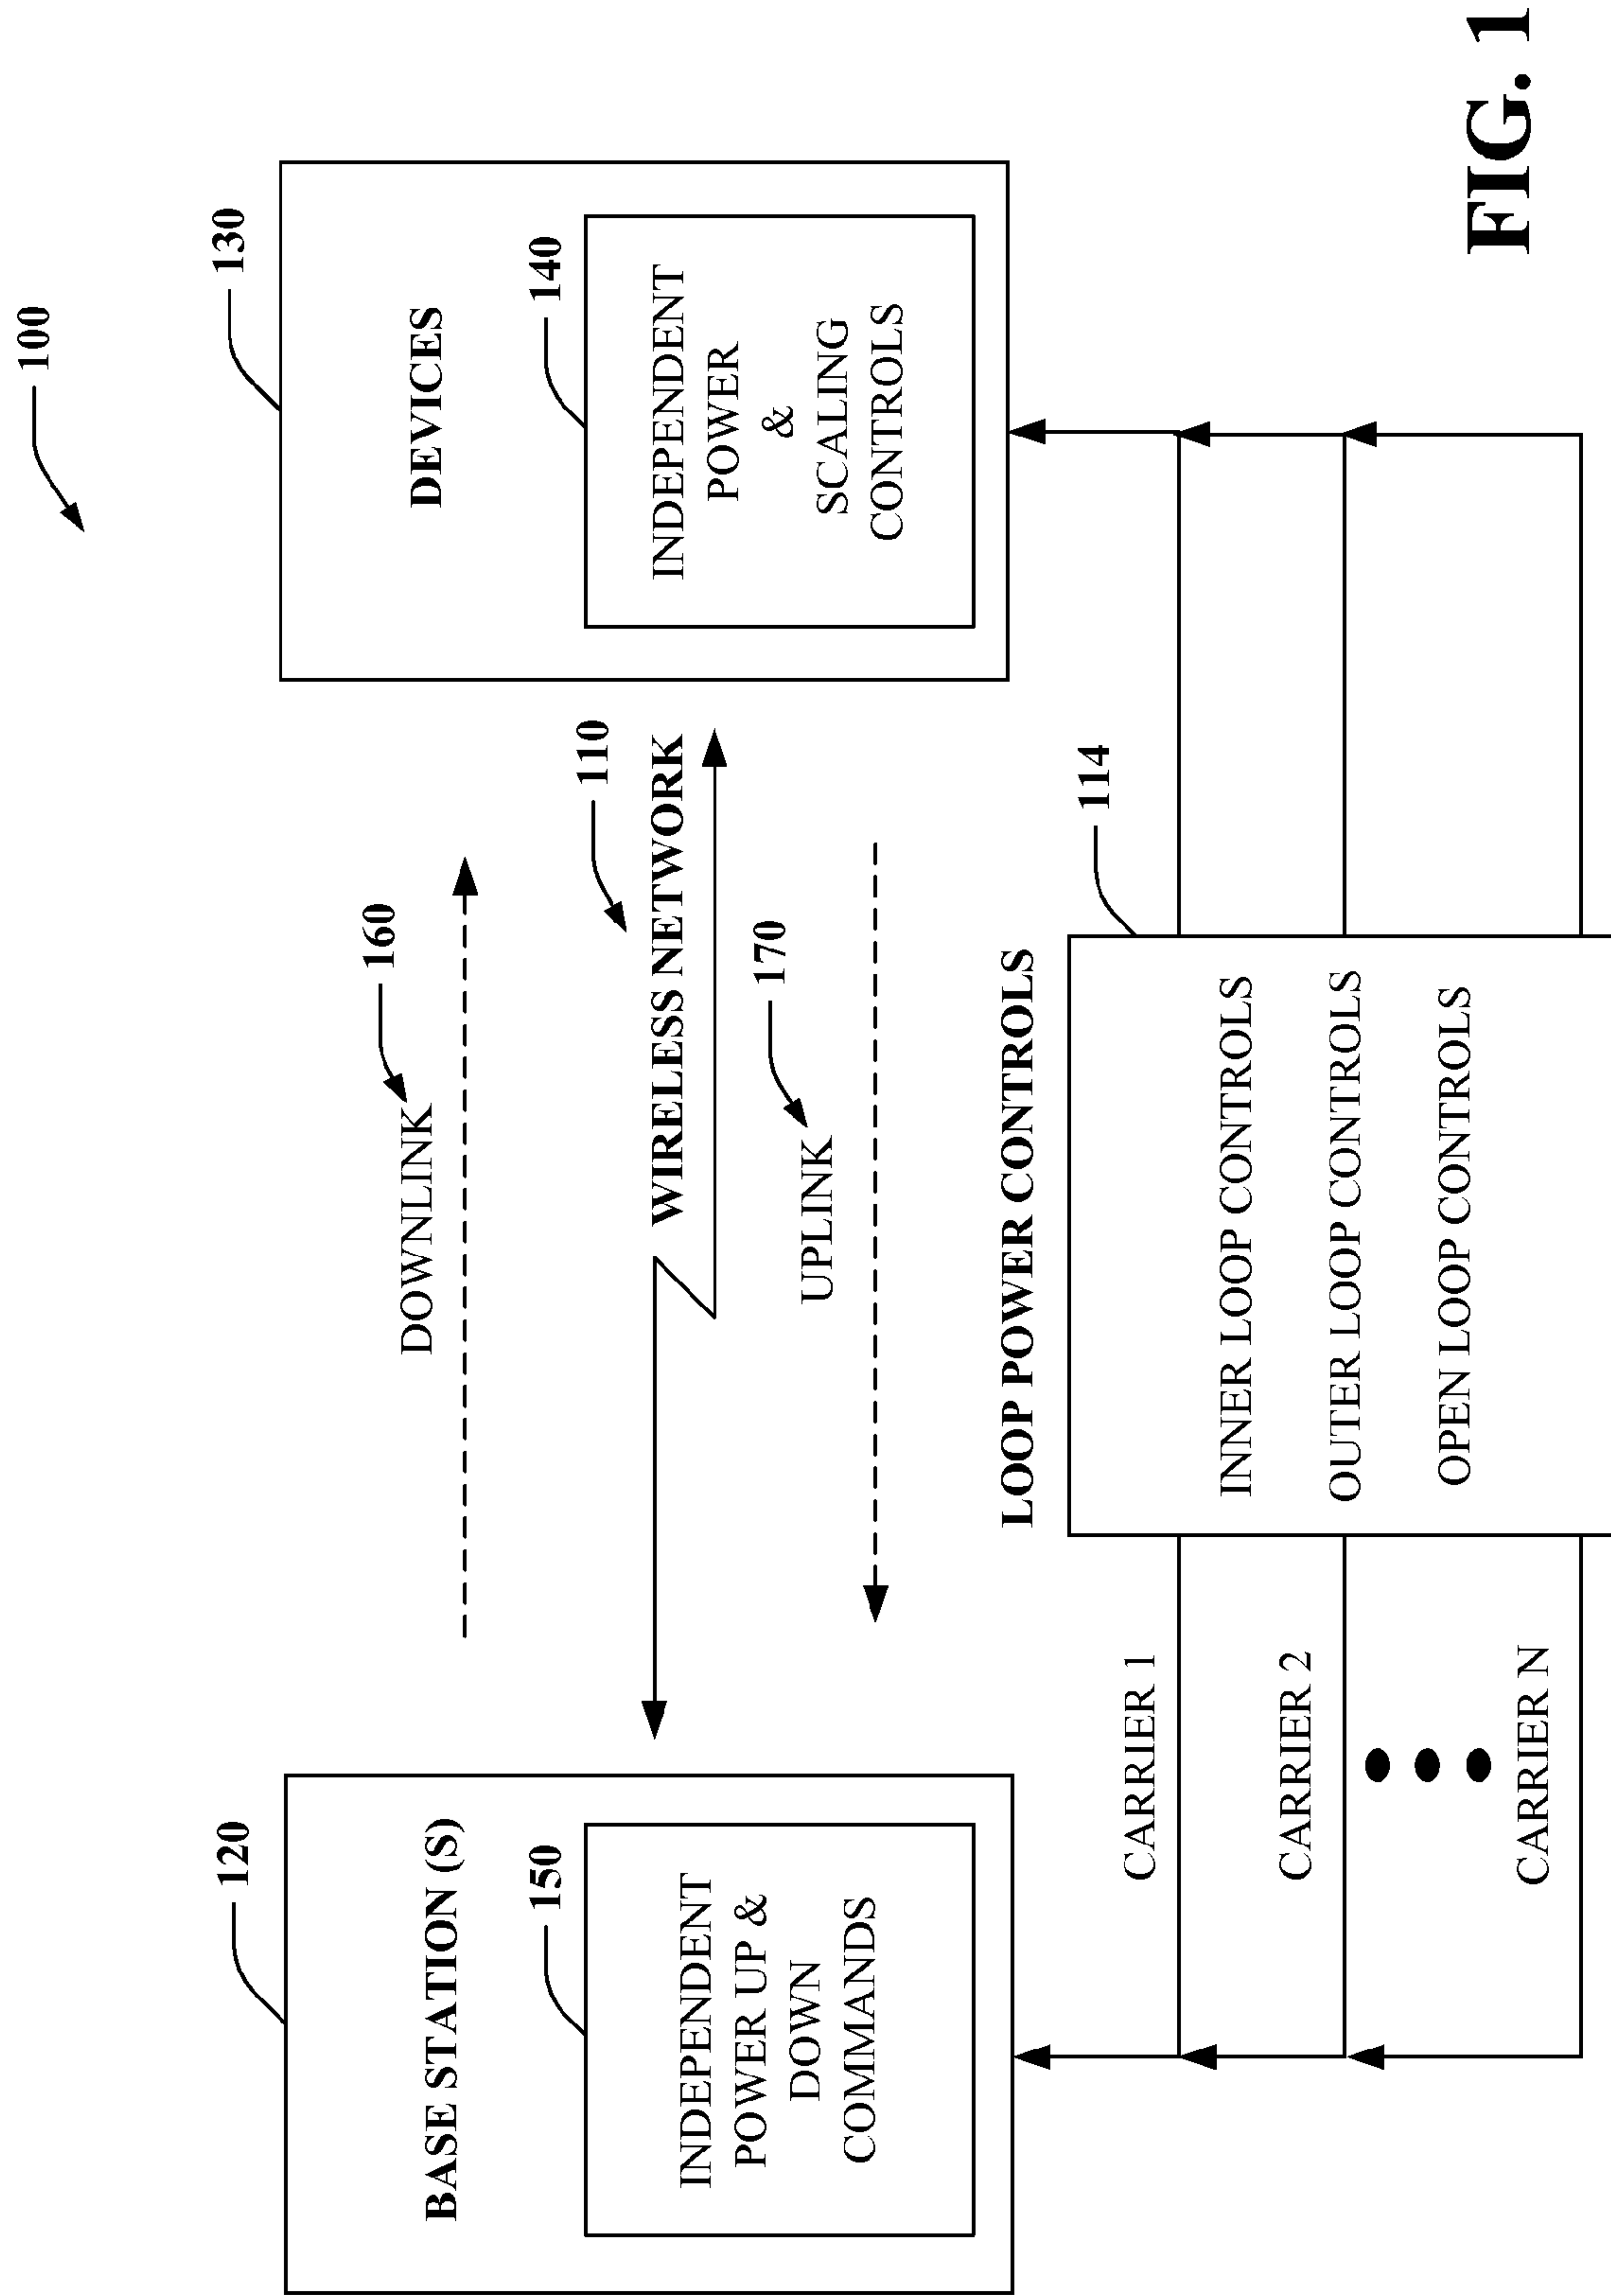 100
120
BASE STATION (S)
150
INDEPENDENT
POWER UP &
DOWN
COMMANDS
160
DOWNLINK
110
WIRELESS NETWORK
170
UPLINK
130
DEVICES
140
INDEPENDENT
POWER
&
SCALING
CONTROLS
LOOP POWER CONTROLS
114
CARRIER 1
CARRIER 2
CARRIER N
INNER LOOP CONTROLS
OUTER LOOP CONTROLS
OPEN LOOP CONTROLS
FIG. 1